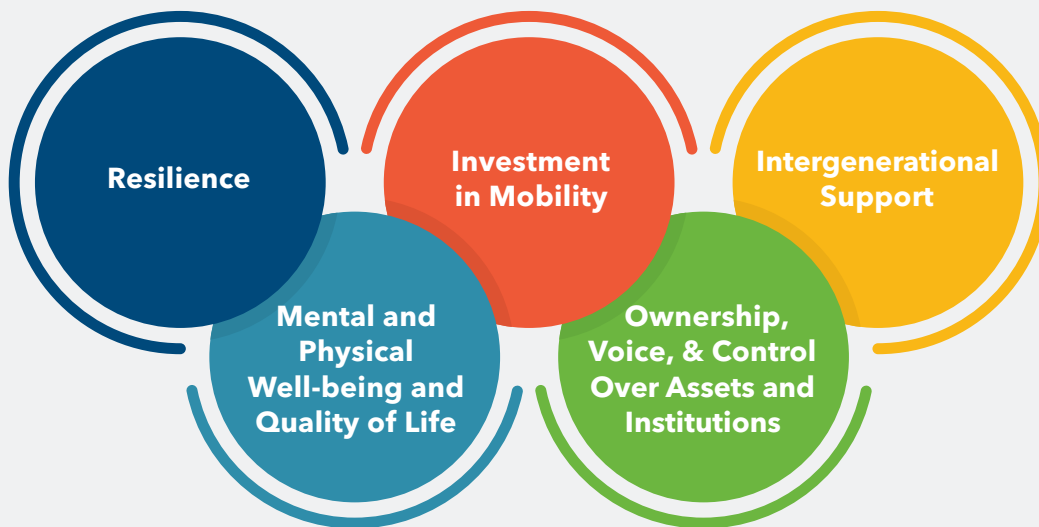 Resilience
Investment
in Mobility
Intergenerational
Support
Mental and
Physical
Well-being and
Quality of Life
Ownership,
Voice, & Control
Over Assets and
Institutions